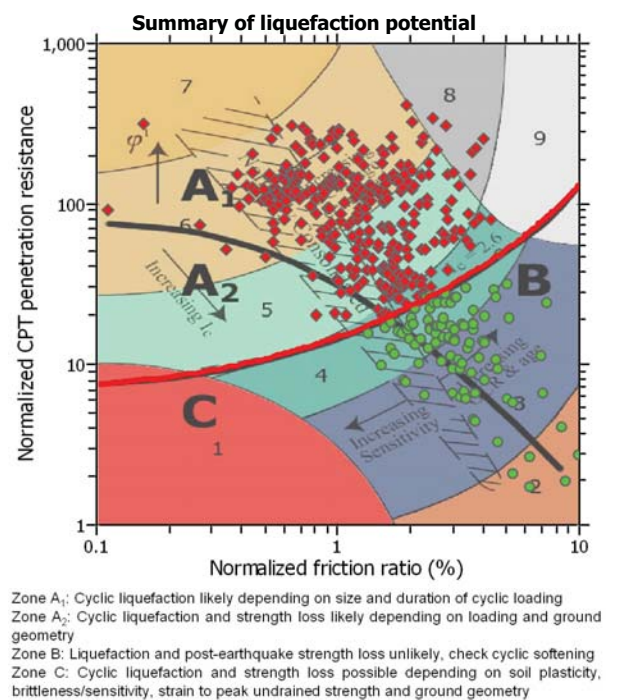 Summary of liquefaction potential
Normalized CPT penetration resistance
1,000
100
10
1
0.1
1
10
Normalized friction ratio (%)
7
8
9
φ'
A1
6
A2
Increasing Ic
5
= 2.6
B
4
C
1
Increasing
Sensitivity
& age
3
2
Zone A1: Cyclic liquefaction likely depending on size and duration of cyclic loading
Zone A2: Cyclic liquefaction and strength loss likely depending on loading and ground
geometry
Zone B: Liquefaction and post-earthquake strength loss unlikely, check cyclic softening
Zone C: Cyclic liquefaction and strength loss possible depending on soil plasticity,
brittleness/sensitivity, strain to peak undrained strength and ground geometry